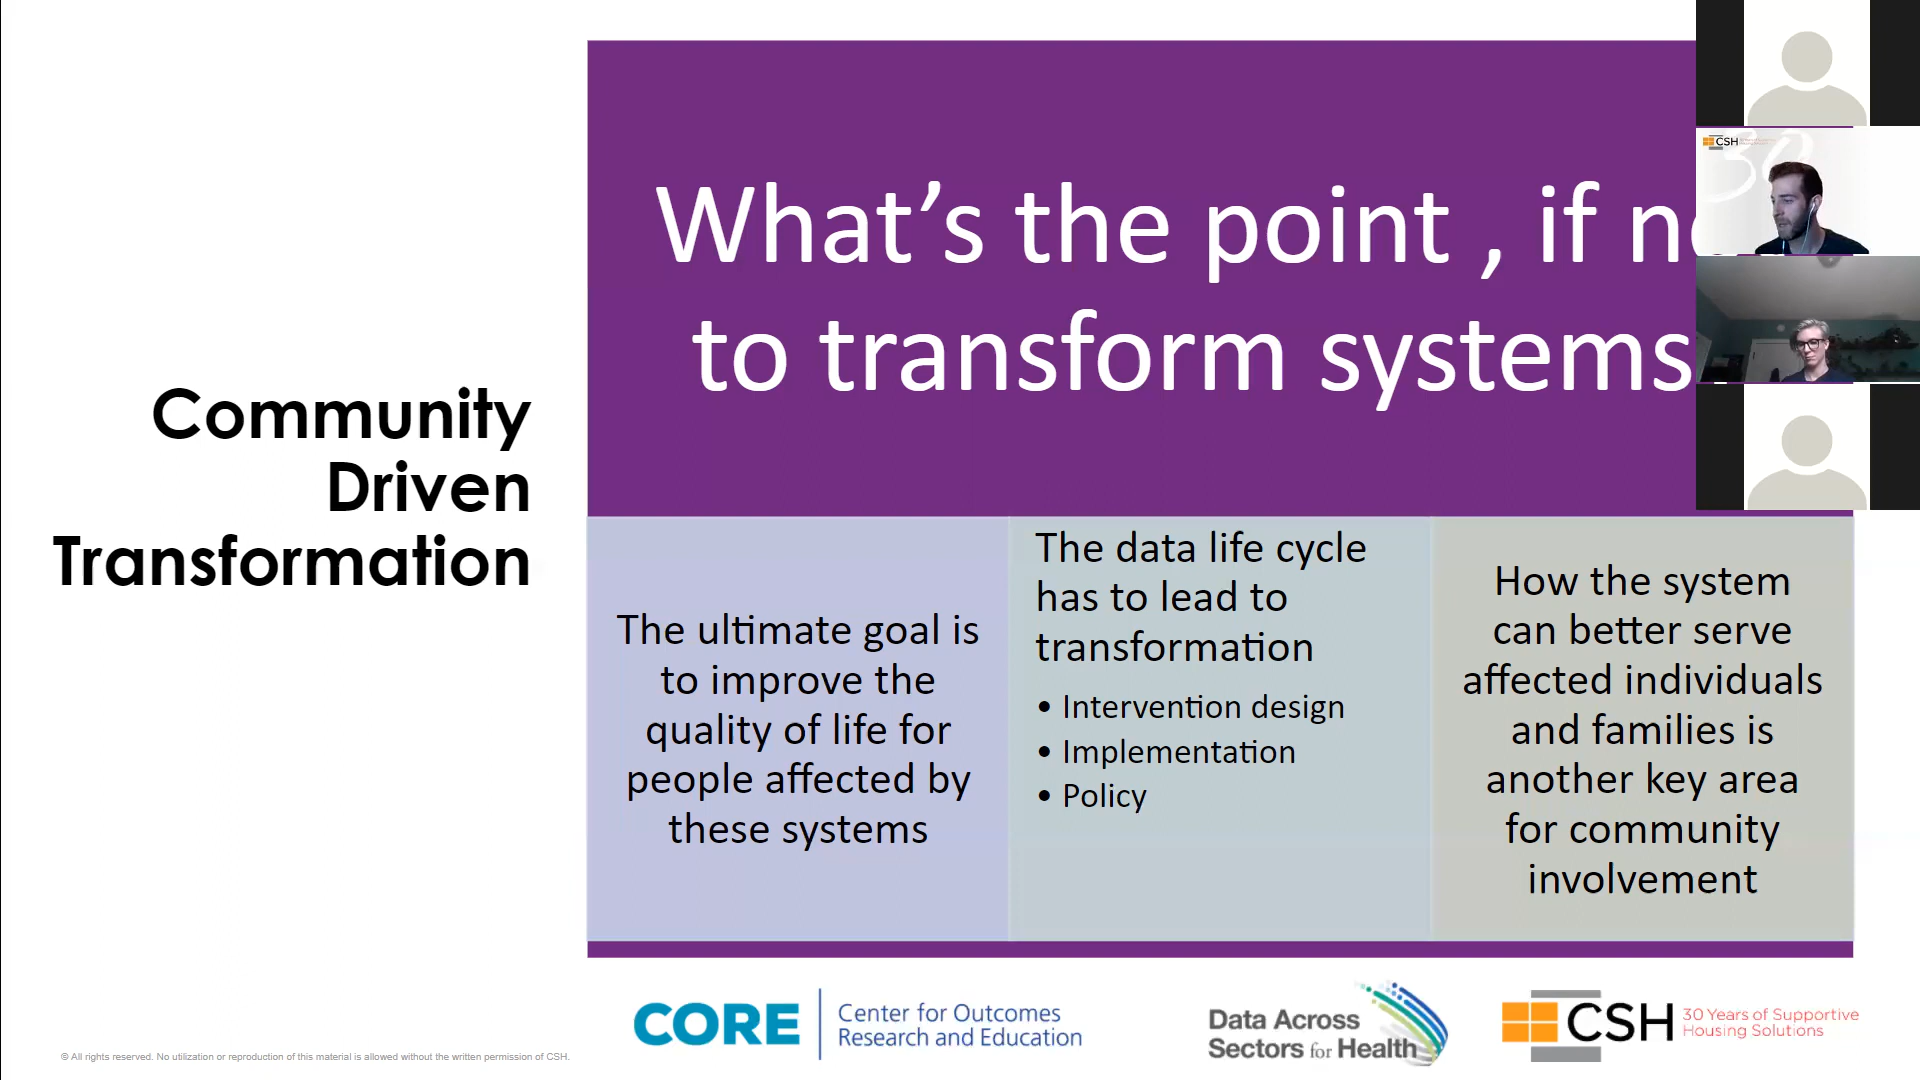 Community
Driven
Transformation
What's the point , if
to transform systems
The ultimate goal is
to improve the
quality of life for
people affected by
these systems
The data life cycle
has to lead to
transformation
• Intervention design
• Implementation
• Policy
How the system
can better serve
affected individuals
and families is
another key area
for community
involvement
CSH
30
© All rights reserved. No utilization or reproduction of this material is allowed without the written permission of CSH.
CORE
Center for Outcomes
Research and Education
Data Across
Sectors for Health
CSH
30 Years of Supportive
Housing Solutions